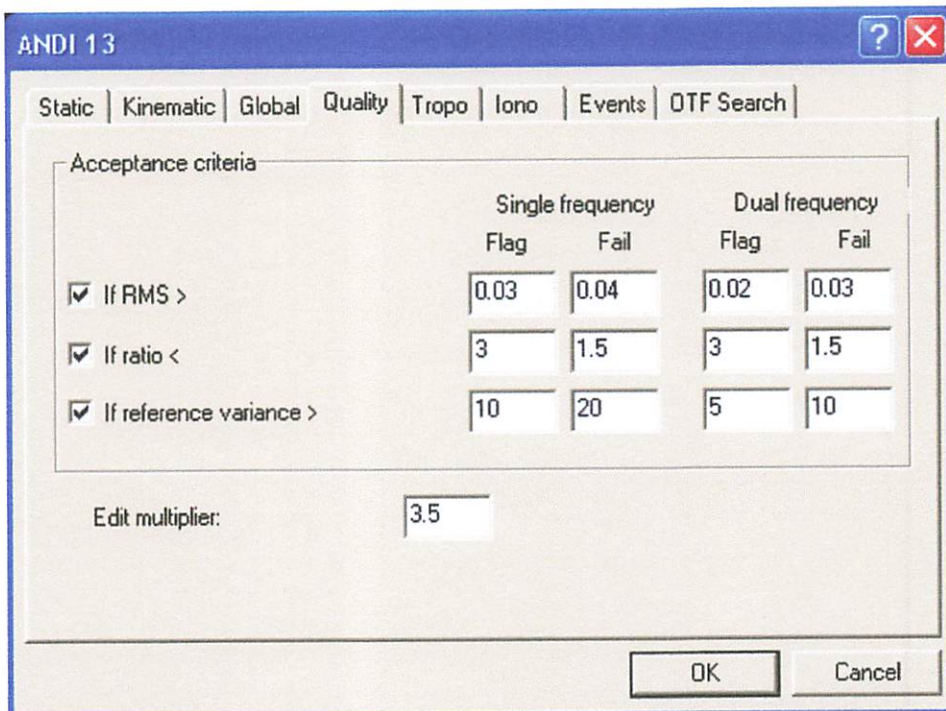 ANDI 13
Static Kinematic Global Quality Tropo Iono Events OTF Search
Acceptance criteria
Single frequency Dual frequency
Flag Fail Flag Fail
If RMS > 0.03 0.04 0.02 0.03
If ratio < 3 1.5 3 1.5
If reference variance > 10 20 5 10
Edit multiplier: 3.5
OK Cancel